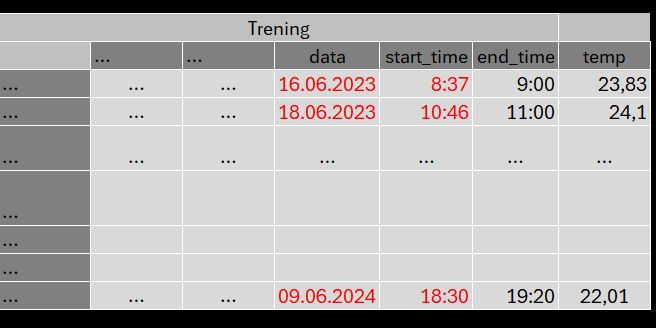 Trening
... ... data start_time end_time temp
... ... ... 16.06.2023 8:37 9:00 23,83
... ... ... 18.06.2023 10:46 11:00 24,1
... ... ... ... ... ... ...
...
...
...
... ... ... 09.06.2024 18:30 19:20 22,01